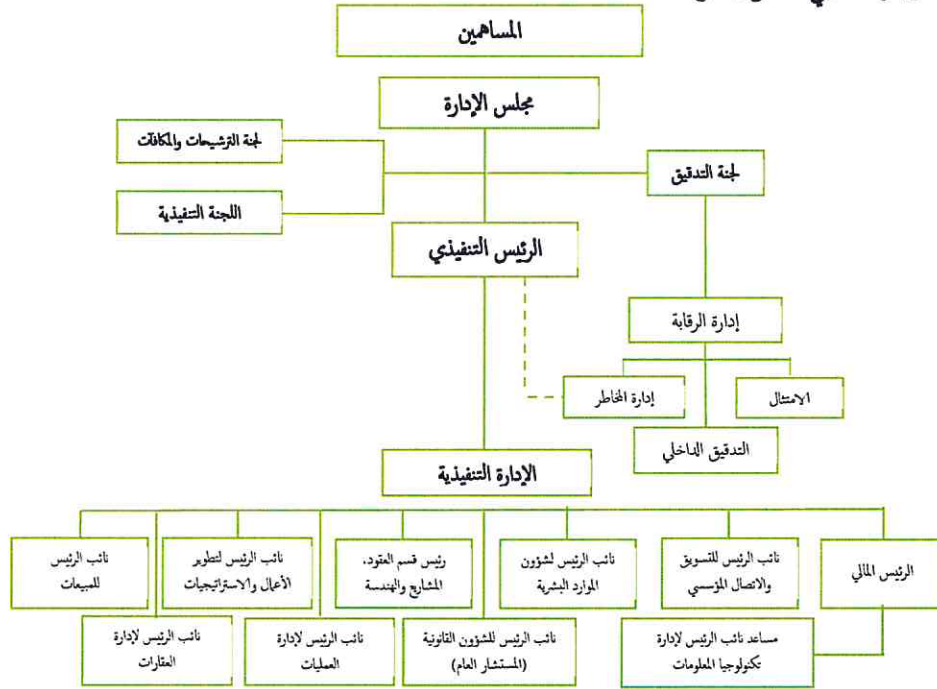 المساهمين
مجلس الإدارة
لجنة الترشيحات والمكافآت
لجنة التدقيق
اللجنة التنفيذية
الرئيس التنفيذي
إدارة الرقابة
إدارة المخاطر
الامتثال
التدقيق الداخلي
الإدارة التنفيذية
الرئيس المالي
نائب الرئيس للتسويق
والاتصال المؤسسي
نائب الرئيس لشؤون
الموارد البشرية
رئيس قسم العقود،
المشاريع والهندسة
نائب الرئيس لتطوير
الأعمال والاستراتيجيات
نائب الرئيس
للمبيعات
مساعد نائب الرئيس لإدارة
تكنولوجيا المعلومات
نائب الرئيس للشؤون القانونية
(المستشار العام)
نائب الرئيس لإدارة
العمليات
نائب الرئيس لإدارة
العقارات